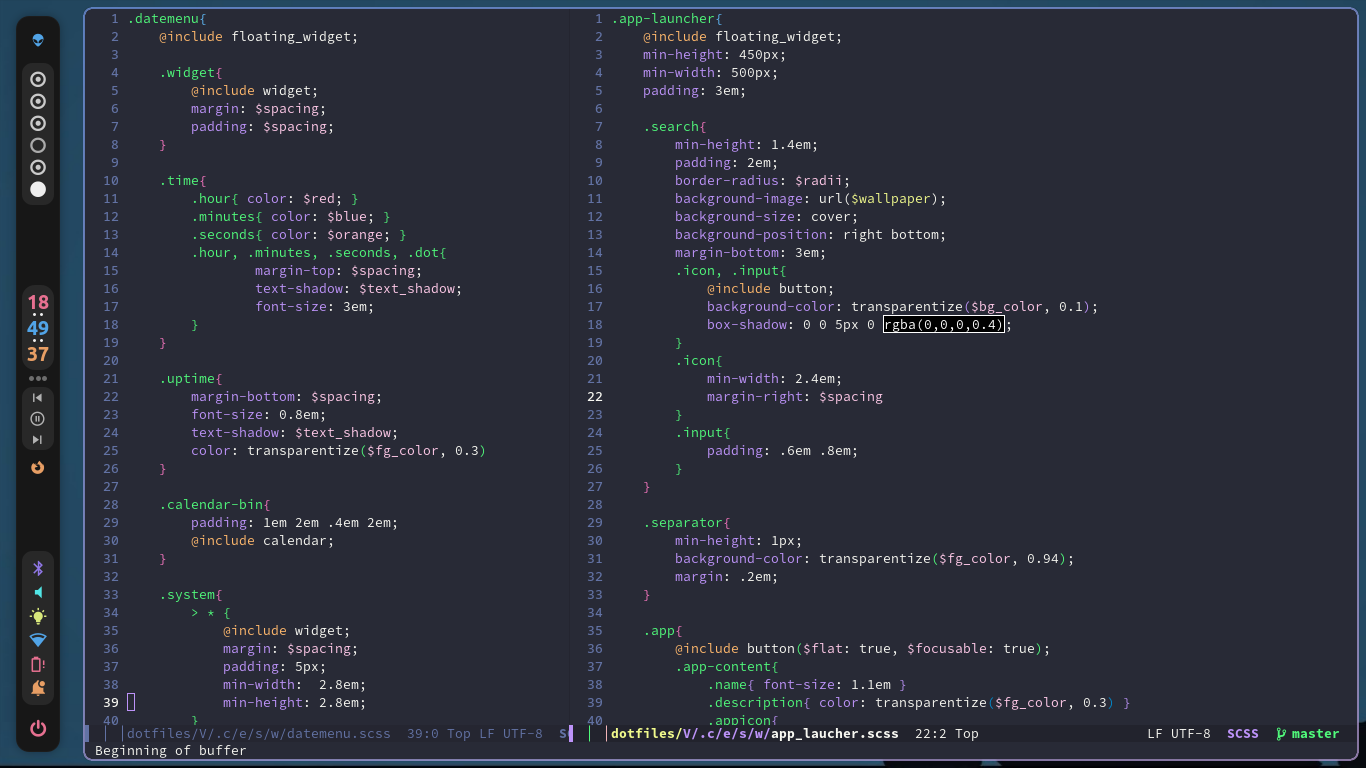 18
49
37
1 .datemenu{
2 @include floating_widget;
3
4 .widget{
5 @include widget;
6 margin: $spacing;
7 padding: $spacing;
8 }
9
10 .time{
11 .hour{ color: $red; }
12 .minutes{ color: $blue; }
13 .seconds{ color: $orange; }
14 .hour, .minutes, .seconds, .dot{
15 margin-top: $spacing;
16 text-shadow: $text_shadow;
17 font-size: 3em;
18 }
19 }
20
21 .uptime{
22 margin-bottom: $spacing;
23 font-size: 0.8em;
24 text-shadow: $text_shadow;
25 color: transparentize($fg_color, 0.3)
26 }
27
28 .calendar-bin{
29 padding: 1em 2em .4em 2em;
30 @include calendar;
31 }
32
33 .system{
34 > * {
35 @include widget;
36 margin: $spacing;
37 padding: 5px;
38 min-width:  2.8em;
39 min-height: 2.8em;
40 }
dotfiles/V/.c/e/s/w/datemenu.scss 39:0 Top LF UTF-8 S
1 .app-launcher{
2 @include floating_widget;
3 min-height: 450px;
4 min-width: 500px;
5 padding: 3em;
6
7 .search{
8 min-height: 1.4em;
9 padding: 2em;
10 border-radius: $radii;
11 background-image: url($wallpaper);
12 background-size: cover;
13 background-position: right bottom;
14 margin-bottom: 3em;
15 .icon, .input{
16 @include button;
17 background-color: transparentize($bg_color, 0.1);
18 box-shadow: 0 0 5px 0 rgba(0,0,0,0.4);
19 }
20 .icon{
21 min-width: 2.4em;
22 margin-right: $spacing
23 }
24 .input{
25 padding: .6em .8em;
26 }
27 }
28
29 .separator{
30 min-height: 1px;
31 background-color: transparentize($fg_color, 0.94);
32 margin: .2em;
33 }
34
35 .app{
36 @include button($flat: true, $focusable: true);
37 .app-content{
38 .name{ font-size: 1.1em }
39 .description{ color: transparentize($fg_color, 0.3) }
40 .appicon{
dotfiles/V/.c/e/s/w/app_laucher.scss 22:2 Top LF UTF-8 SCSS master
Beginning of buffer